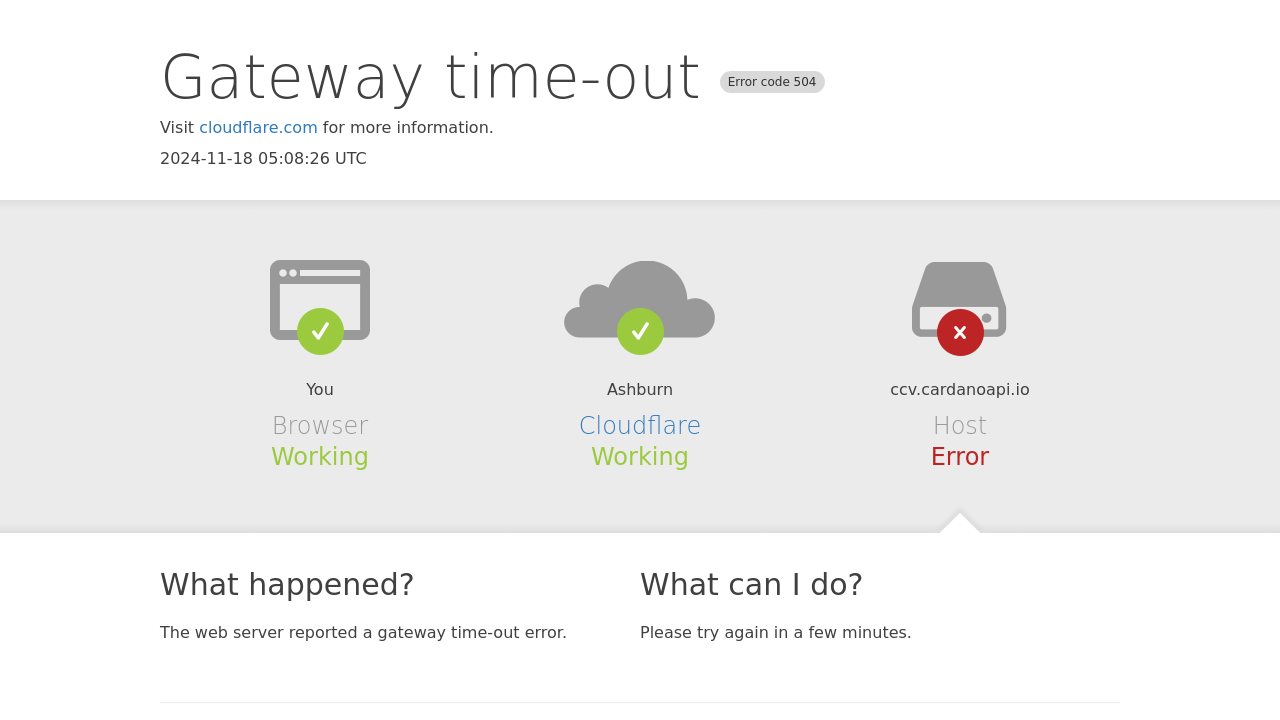 Gateway time-out Error code 504
Visit cloudflare.com for more information.
2024-11-18 05:08:26 UTC
You
Browser
Working
Ashburn
Cloudflare
Working
ccv.cardanoapi.io
Host
Error
What happened?
The web server reported a gateway time-out error.
What can I do?
Please try again in a few minutes.